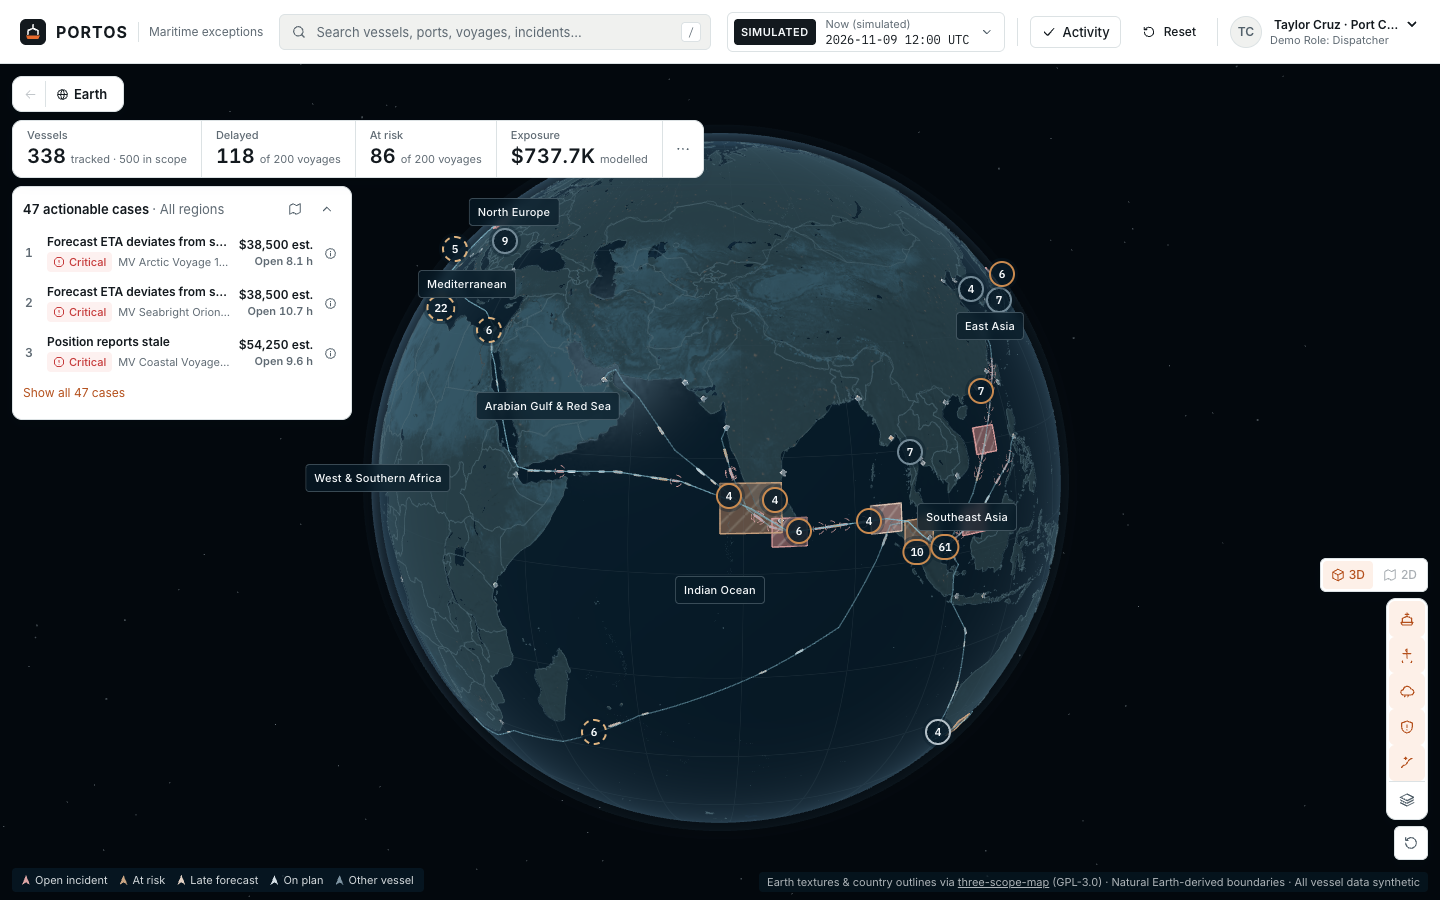 PORTOS
Maritime exceptions
Search vessels, ports, voyages, incidents...
/
SIMULATED
Now (simulated)
2026-11-09 12:00 UTC
Activity
Reset
TC
Taylor Cruz · Port C...
Demo Role: Dispatcher
Earth
Vessels
338 tracked · 500 in scope
Delayed
118 of 200 voyages
At risk
86 of 200 voyages
Exposure
$737.7K modelled
...
47 actionable cases · All regions
1
Forecast ETA deviates from s...
$38,500 est.
Critical
MV Arctic Voyage 1...
Open 8.1 h
2
Forecast ETA deviates from s...
$38,500 est.
Critical
MV Seabright Orion...
Open 10.7 h
3
Position reports stale
$54,250 est.
Critical
MV Coastal Voyage...
Open 9.6 h
Show all 47 cases
North Europe
5
9
Mediterranean
22
6
6
4
7
East Asia
7
Arabian Gulf & Red Sea
7
West & Southern Africa
4
4
6
4
Southeast Asia
10
61
Indian Ocean
6
4
3D
2D
Open incident
At risk
Late forecast
On plan
Other vessel
Earth textures & country outlines via three-scope-map (GPL-3.0) · Natural Earth-derived boundaries · All vessel data synthetic